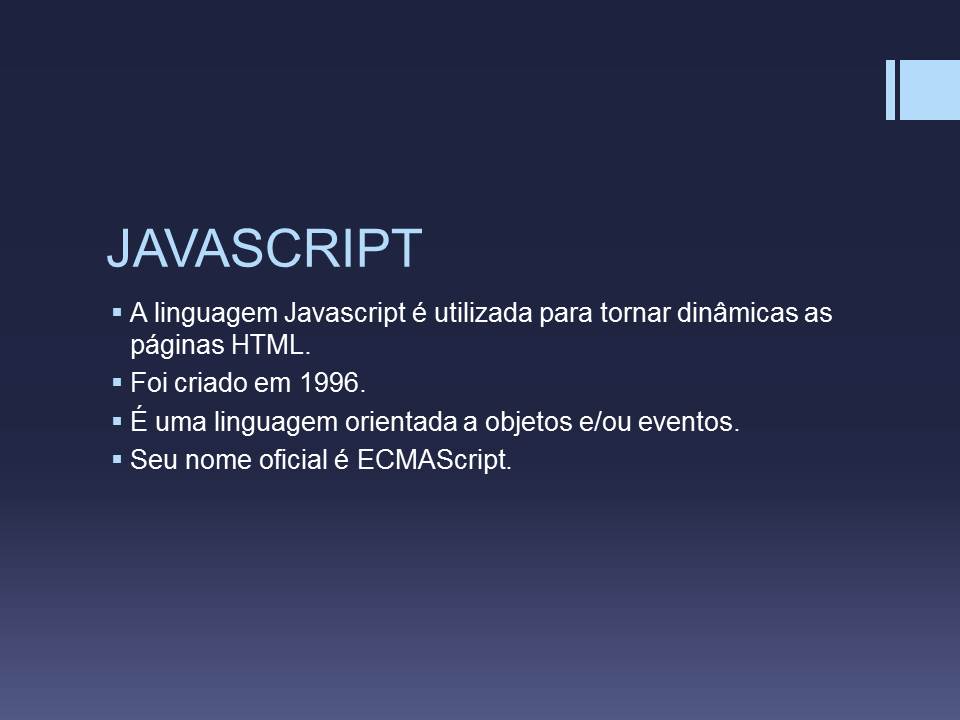 JAVASCRIPT
▪ A linguagem Javascript é utilizada para tornar dinâmicas as
páginas HTML.
▪ Foi criado em 1996.
▪ É uma linguagem orientada a objetos e/ou eventos.
▪ Seu nome oficial é ECMAScript.